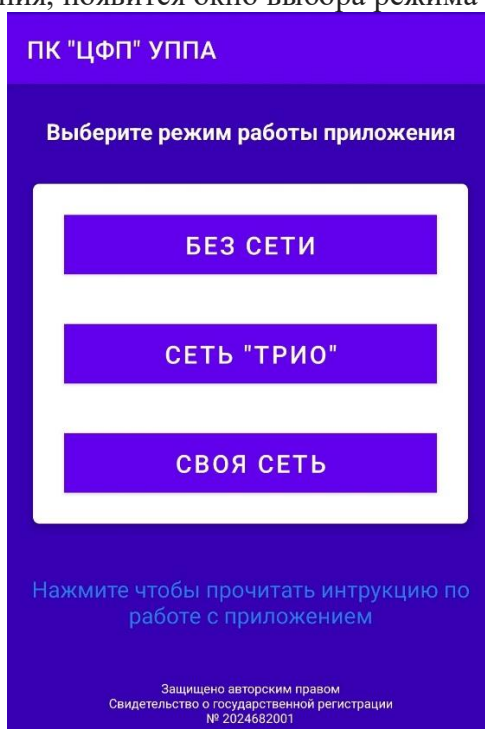 ния, появится окно выбора режима
ПК "ЦФП" УППА
Выберите режим работы приложения
БЕЗ СЕТИ
СЕТЬ "ТРИО"
СВОЯ СЕТЬ
Нажмите чтобы прочитать интрукцию по
работе с приложением
Защищено авторским правом
Свидетельство о государственной регистрации
№ 2024682001